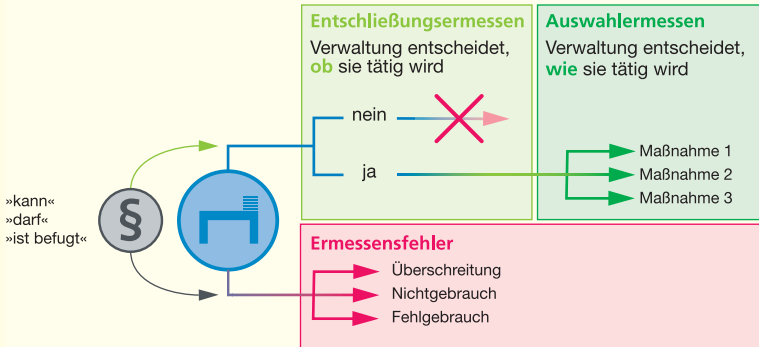 Entschließungsermessen
Verwaltung entscheidet,
ob sie tätig wird
nein
ja
Auswahlermessen
Verwaltung entscheidet,
wie sie tätig wird
Maßnahme 1
Maßnahme 2
Maßnahme 3
»kann«
»darf«
»ist befugt«
§
Ermessensfehler
Überschreitung
Nichtgebrauch
Fehlgebrauch